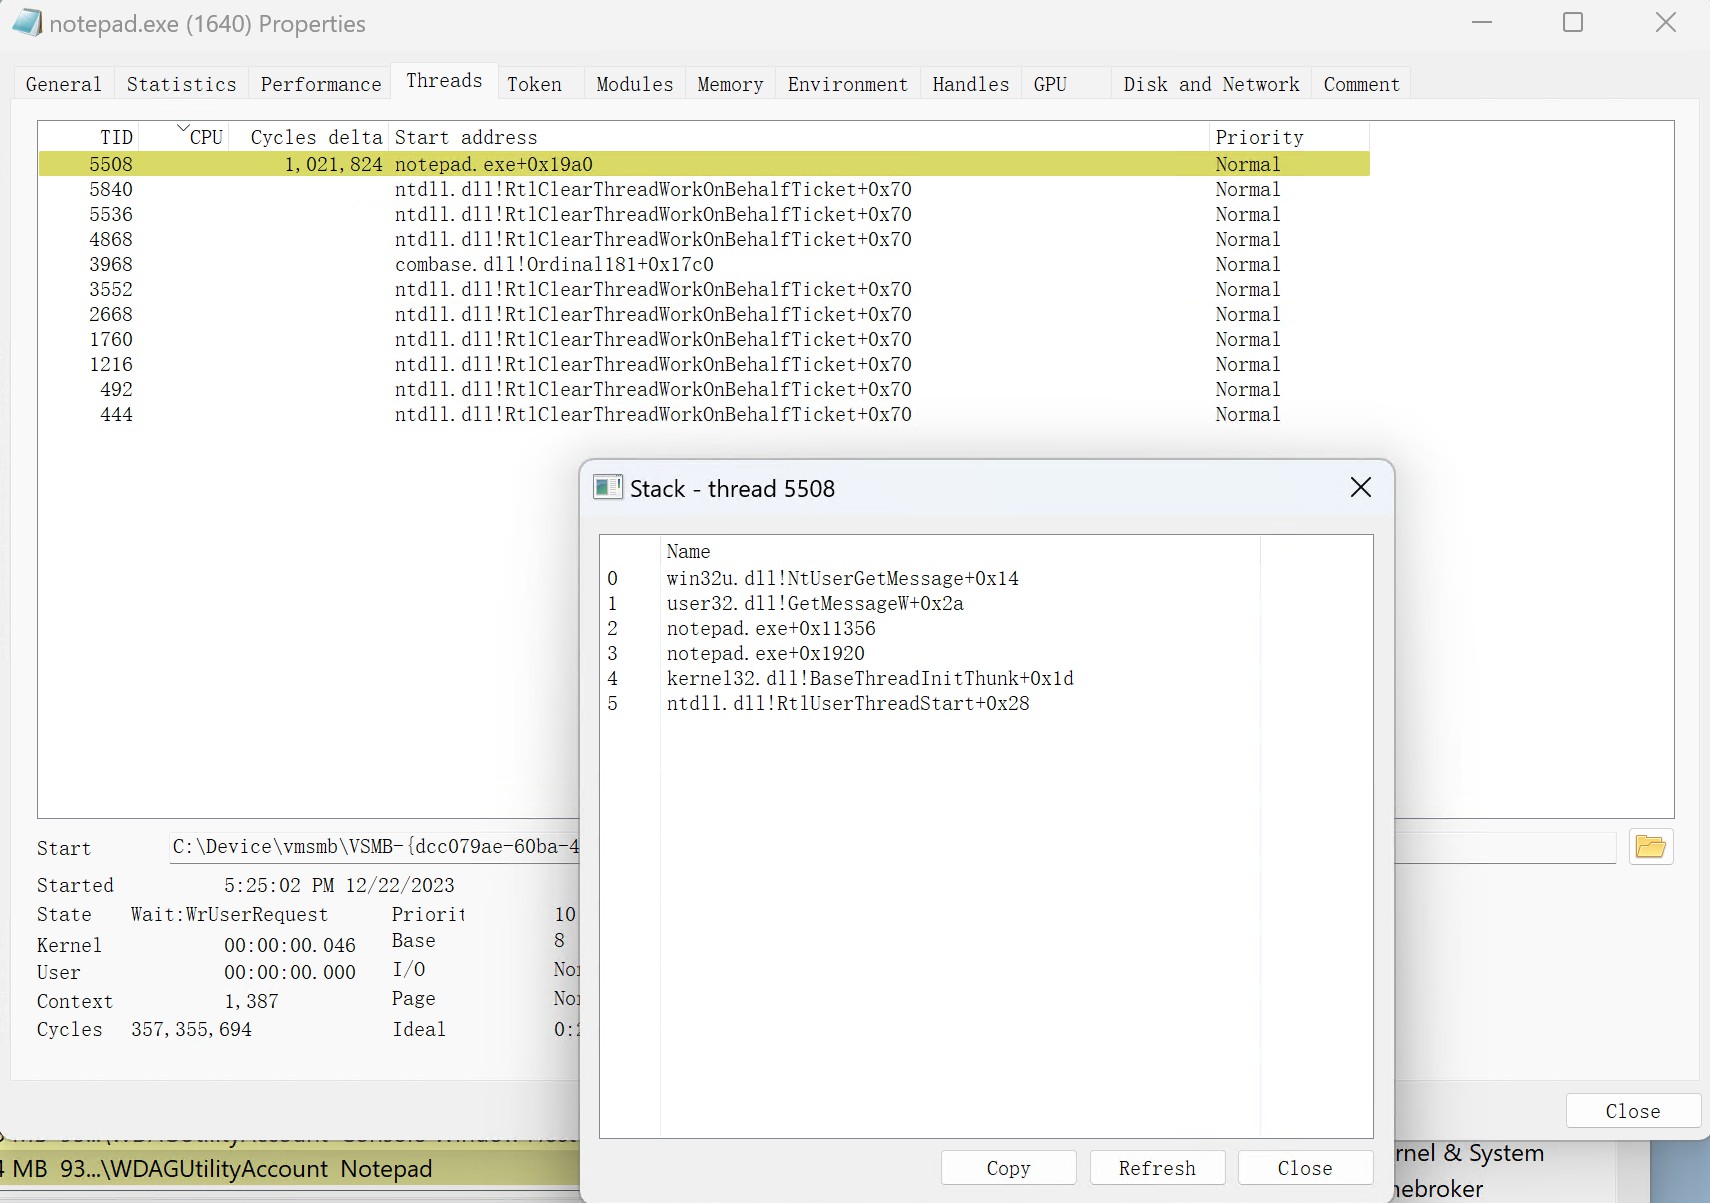 notepad.exe (1640) Properties
General Statistics Performance Threads Token Modules Memory Environment Handles GPU Disk and Network Comment
TID CPU Cycles delta Start address Priority
5508 1,021,824 notepad.exe+0x19a0 Normal
5840 ntdll.dll!RtlClearThreadWorkOnBehalfTicket+0x70 Normal
5536 ntdll.dll!RtlClearThreadWorkOnBehalfTicket+0x70 Normal
4868 ntdll.dll!RtlClearThreadWorkOnBehalfTicket+0x70 Normal
3968 combase.dll!Ordinal181+0x17c0 Normal
3552 ntdll.dll!RtlClearThreadWorkOnBehalfTicket+0x70 Normal
2668 ntdll.dll!RtlClearThreadWorkOnBehalfTicket+0x70 Normal
1760 ntdll.dll!RtlClearThreadWorkOnBehalfTicket+0x70 Normal
1216 ntdll.dll!RtlClearThreadWorkOnBehalfTicket+0x70 Normal
492 ntdll.dll!RtlClearThreadWorkOnBehalfTicket+0x70 Normal
444 ntdll.dll!RtlClearThreadWorkOnBehalfTicket+0x70 Normal
Stack - thread 5508
Name
0 win32u.dll!NtUserGetMessage+0x14
1 user32.dll!GetMessageW+0x2a
2 notepad.exe+0x11356
3 notepad.exe+0x1920
4 kernel32.dll!BaseThreadInitThunk+0x1d
5 ntdll.dll!RtlUserThreadStart+0x28
Copy Refresh Close
Start C:\Device\vmsmb\VSMB-{dcc079ae-60ba-4
Started 5:25:02 PM 12/22/2023
State Wait:WrUserRequest Priorit 10
Kernel 00:00:00.046 Base 8
User 00:00:00.000 I/O No
Context 1,387 Page No
Cycles 357,355,694 Ideal 0:
Close
MB 93...\WDAGUtilityAccount Notepad
rnel & System
ebroker